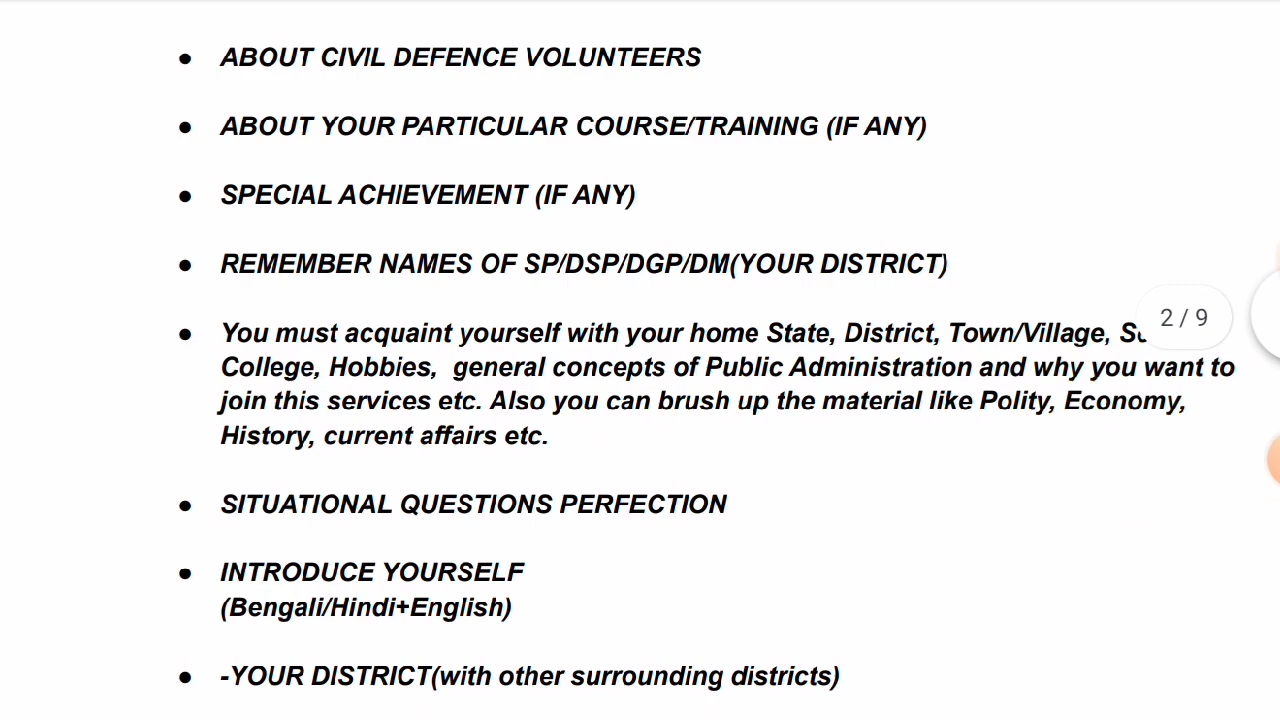 ● ABOUT CIVIL DEFENCE VOLUNTEERS
● ABOUT YOUR PARTICULAR COURSE/TRAINING (IF ANY)
● SPECIAL ACHIEVEMENT (IF ANY)
● REMEMBER NAMES OF SP/DSP/DGP/DM(YOUR DISTRICT)
● You must acquaint yourself with your home State, District, Town/Village,
College, Hobbies, general concepts of Public Administration and why you want to
join this services etc. Also you can brush up the material like Polity, Economy,
History, current affairs etc.
● SITUATIONAL QUESTIONS PERFECTION
● INTRODUCE YOURSELF
(Bengali/Hindi+English)
● -YOUR DISTRICT(with other surrounding districts)
2 / 9